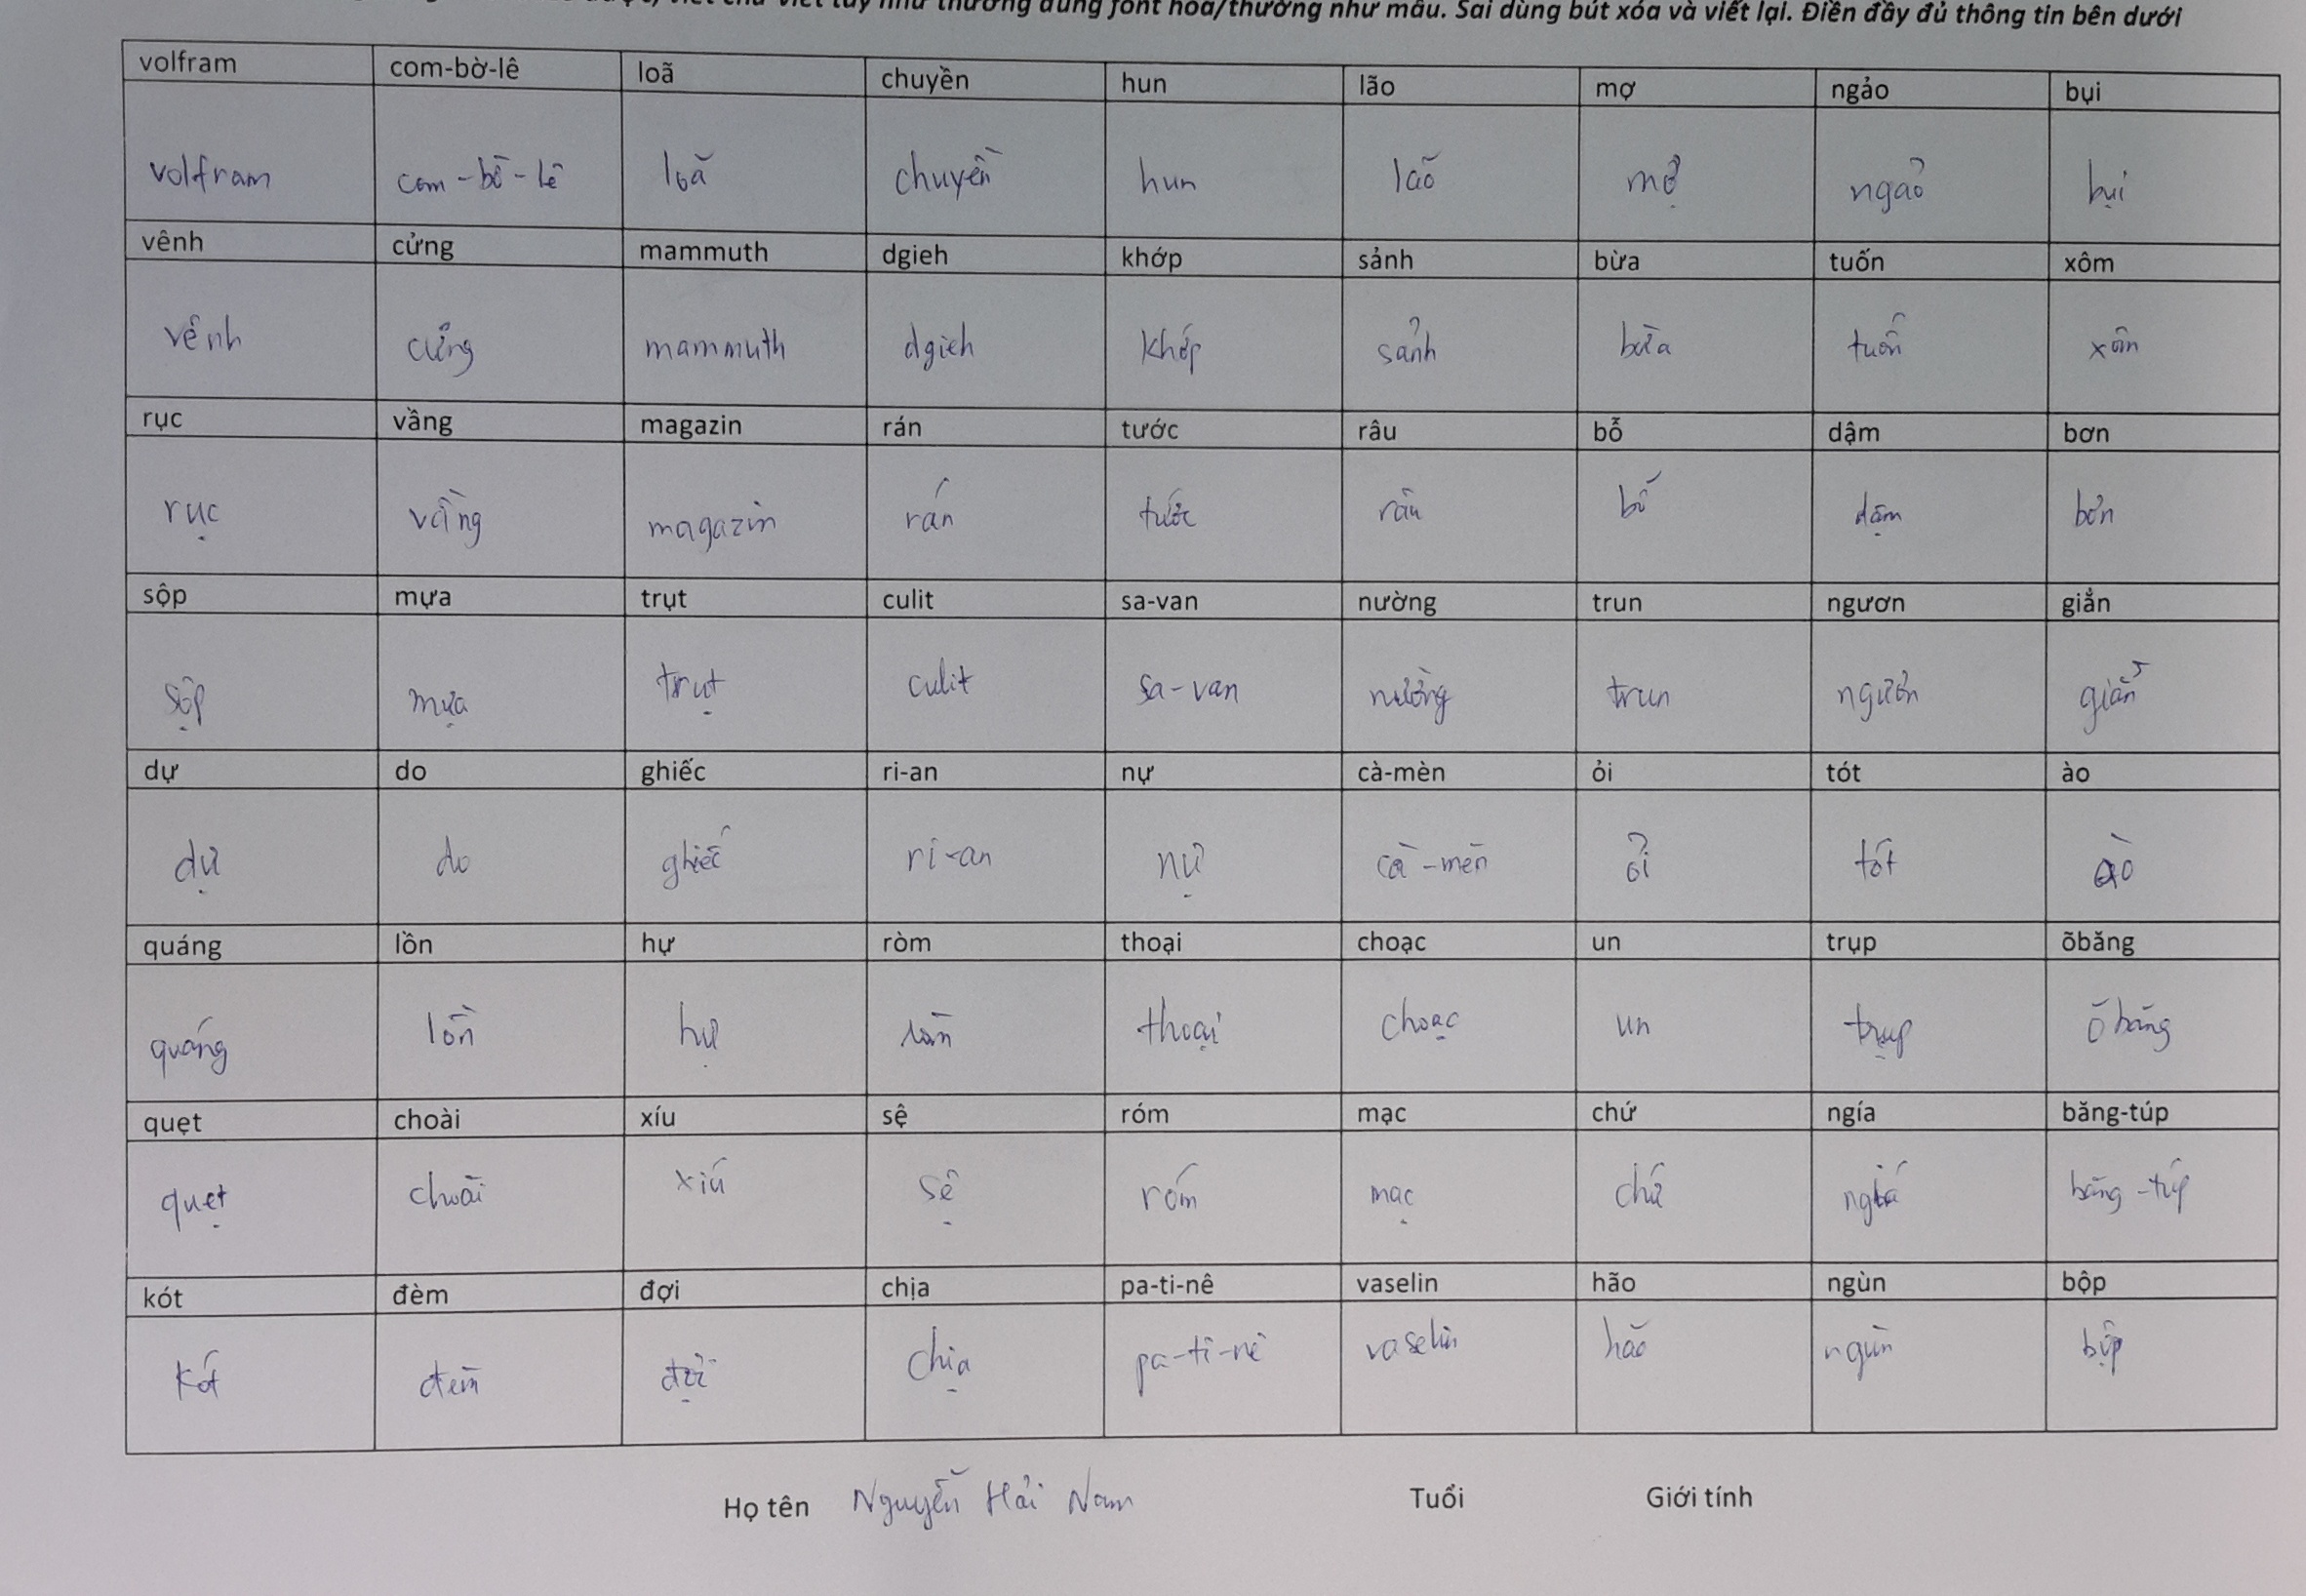 viết chữ viết tay như thường dùng font hoa/thường như mẫu. Sai dùng bút xóa và viết lại. Điền đầy đủ thông tin bên dưới
volfram com-bờ-lê loã chuyền hun lão mợ ngảo bụi
volfram com-bờ-lê loã chuyền hun lão mợ ngảo bụi
vênh cửng mammuth dgieh khớp sảnh bừa tuốn xôm
vênh cửng mammuth dgieh khớp sảnh bừa tuốn xôm
rục vầng magazin rán tước râu bỗ dậm bơn
rục vầng magazin rán tước râu bỗ dậm bơn
sộp mựa trụt culit sa-van nường trun ngươn giẳn
sộp mựa trụt culit sa-van nường trun ngươn giẳn
dự do ghiếc ri-an nự cà-mèn ỏi tót ào
dự do ghiếc ri-an nự cà-mèn ỏi tót ào
quáng lồn hự ròm thoại choạc un trụp õbăng
quáng lồn hự ròm thoại choạc un trụp õbăng
quẹt choài xíu sệ róm mạc chứ ngía băng-túp
quẹt choài xíu sệ róm mạc chứ ngía băng-túp
kót đèm đợi chịa pa-ti-nê vaselin hão ngùn bộp
kót đèm đợi chịa pa-ti-nê vaselin hão ngùn bộp
Họ tên Nguyễn Hải Nam Tuổi Giới tính